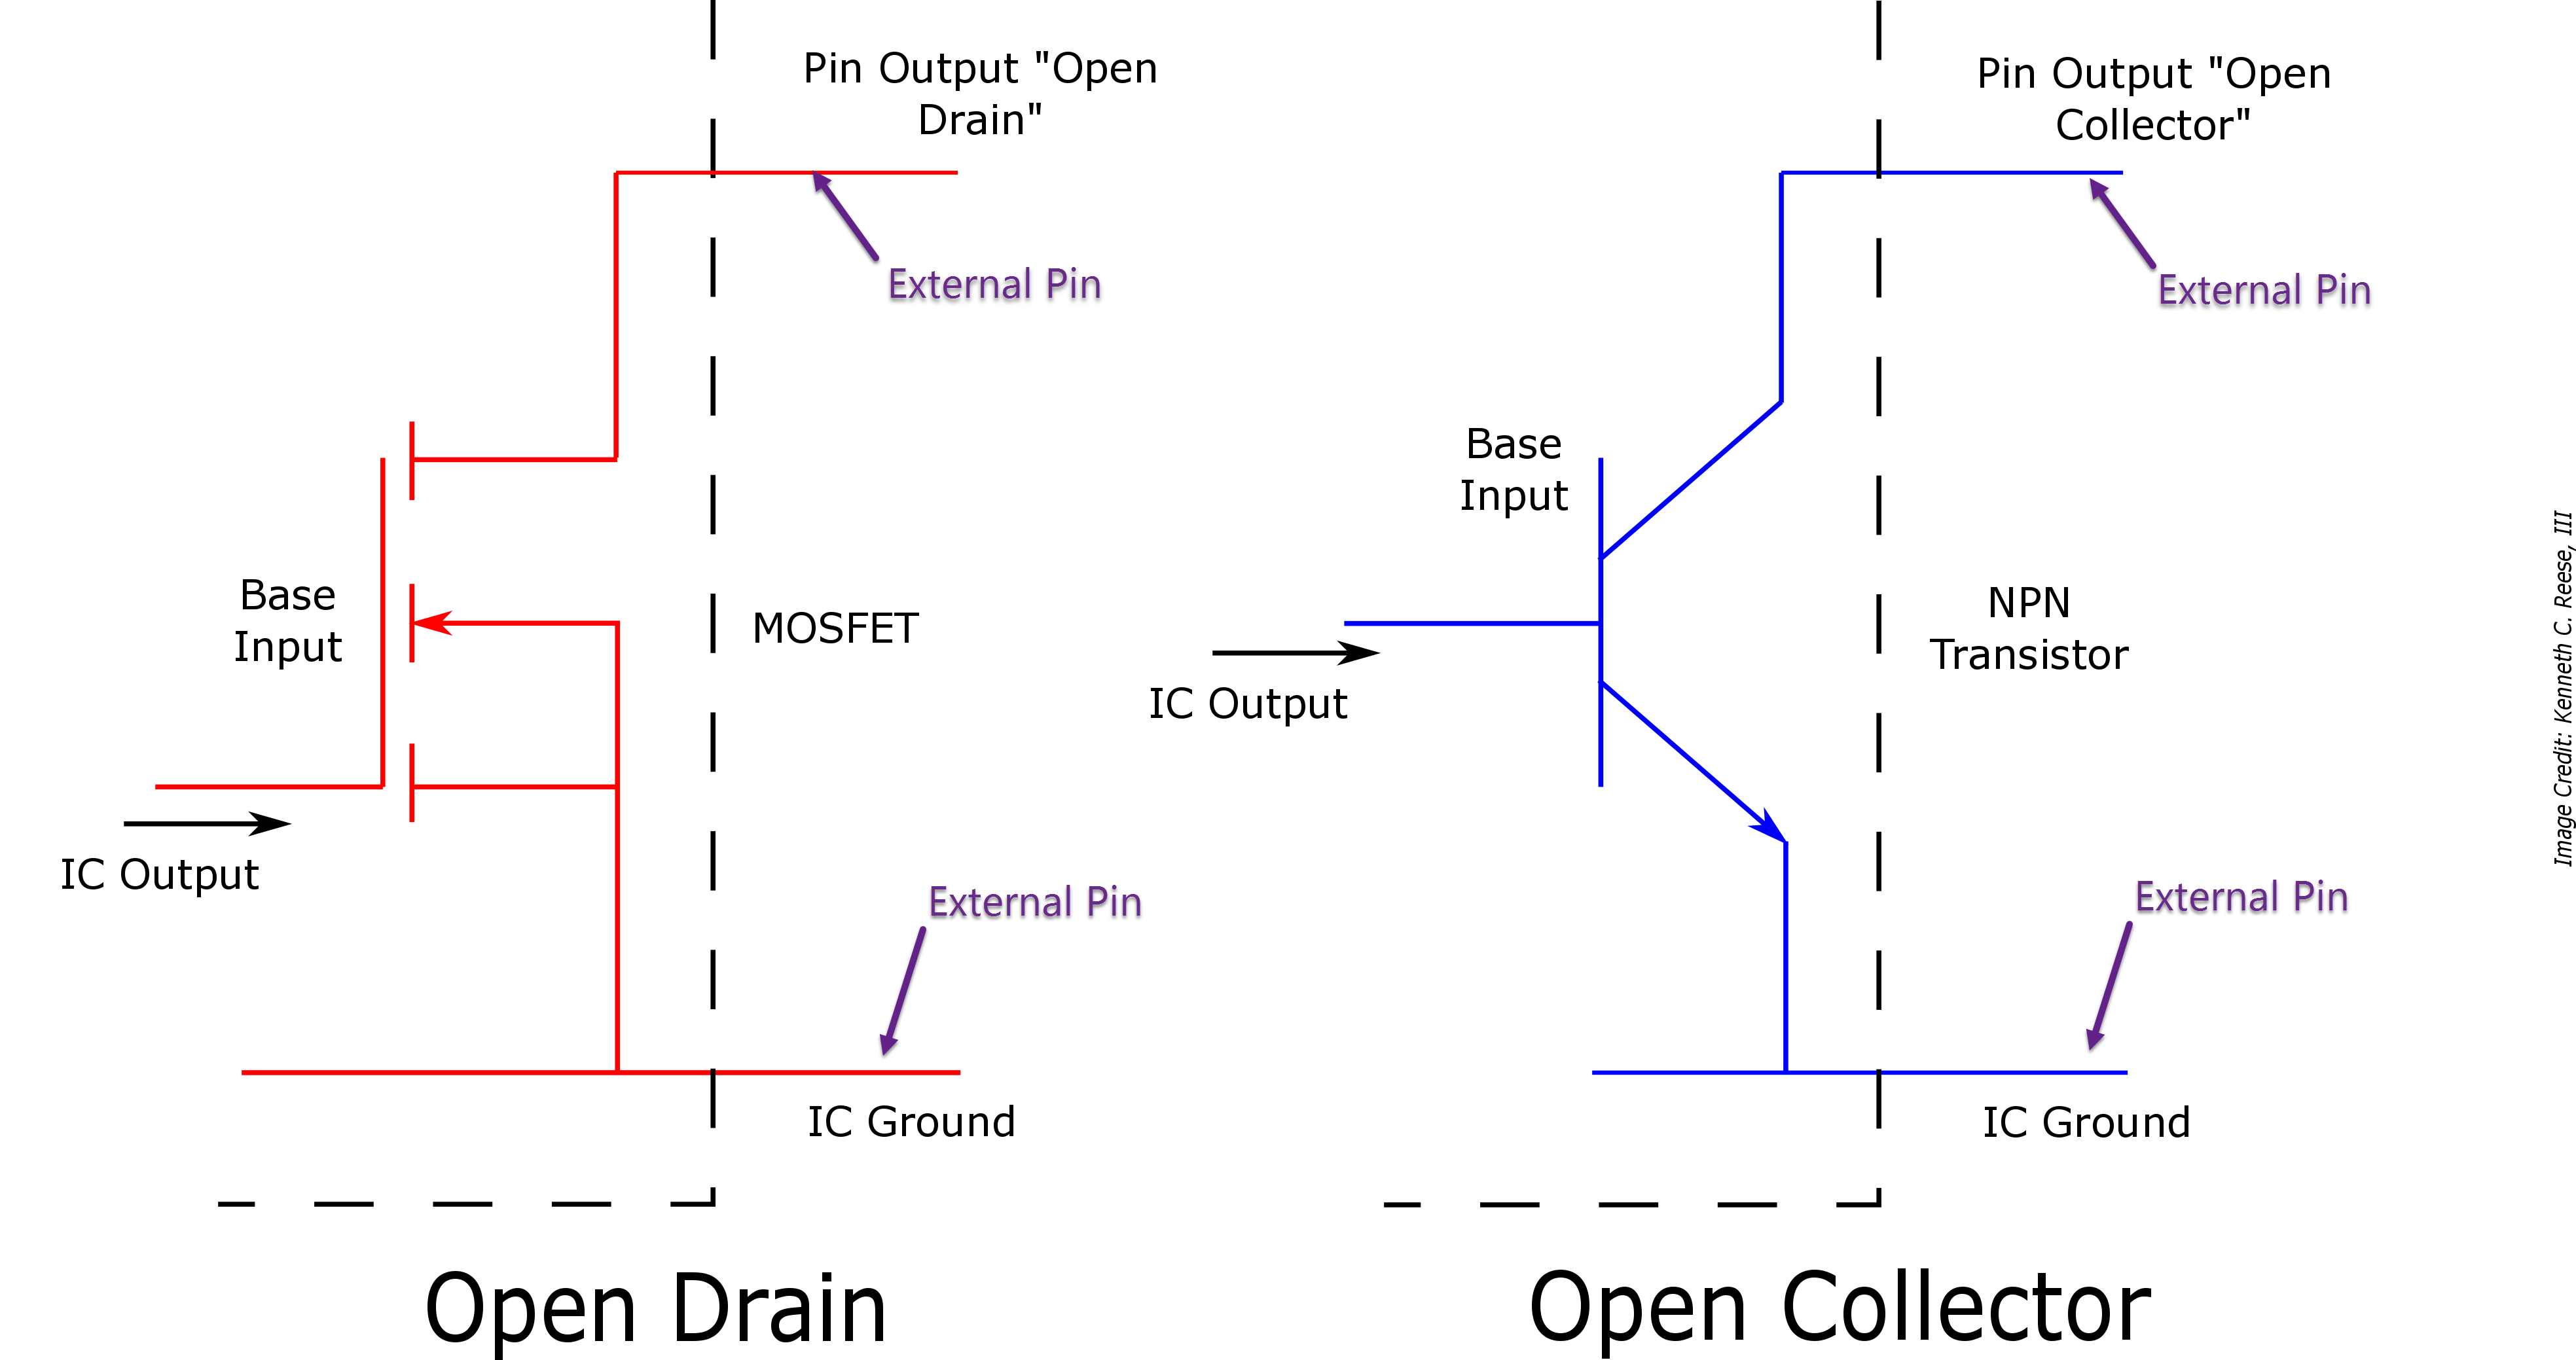 Pin Output "Open
Drain"
External Pin
Base
Input
MOSFET
IC Output
External Pin
IC Ground
Open Drain
Pin Output "Open
Collector"
External Pin
Base
Input
NPN
Transistor
IC Output
External Pin
IC Ground
Open Collector
Image Credit: Kenneth C. Reese, III